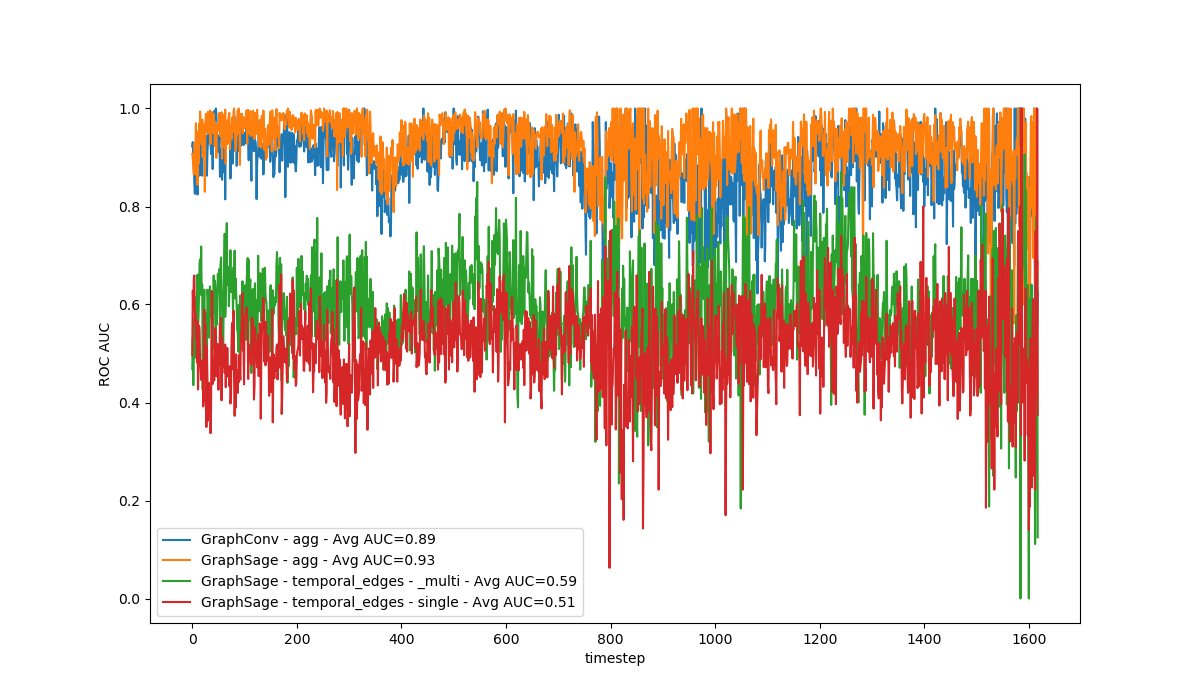 1.0
0.8
0.6
0.4
0.2
0.0
ROC AUC
GraphConv - agg - Avg AUC=0.89
GraphSage - agg - Avg AUC=0.93
GraphSage - temporal_edges - _multi - Avg AUC=0.59
GraphSage - temporal_edges - single - Avg AUC=0.51
0 200 400 600 800 1000 1200 1400 1600
timestep